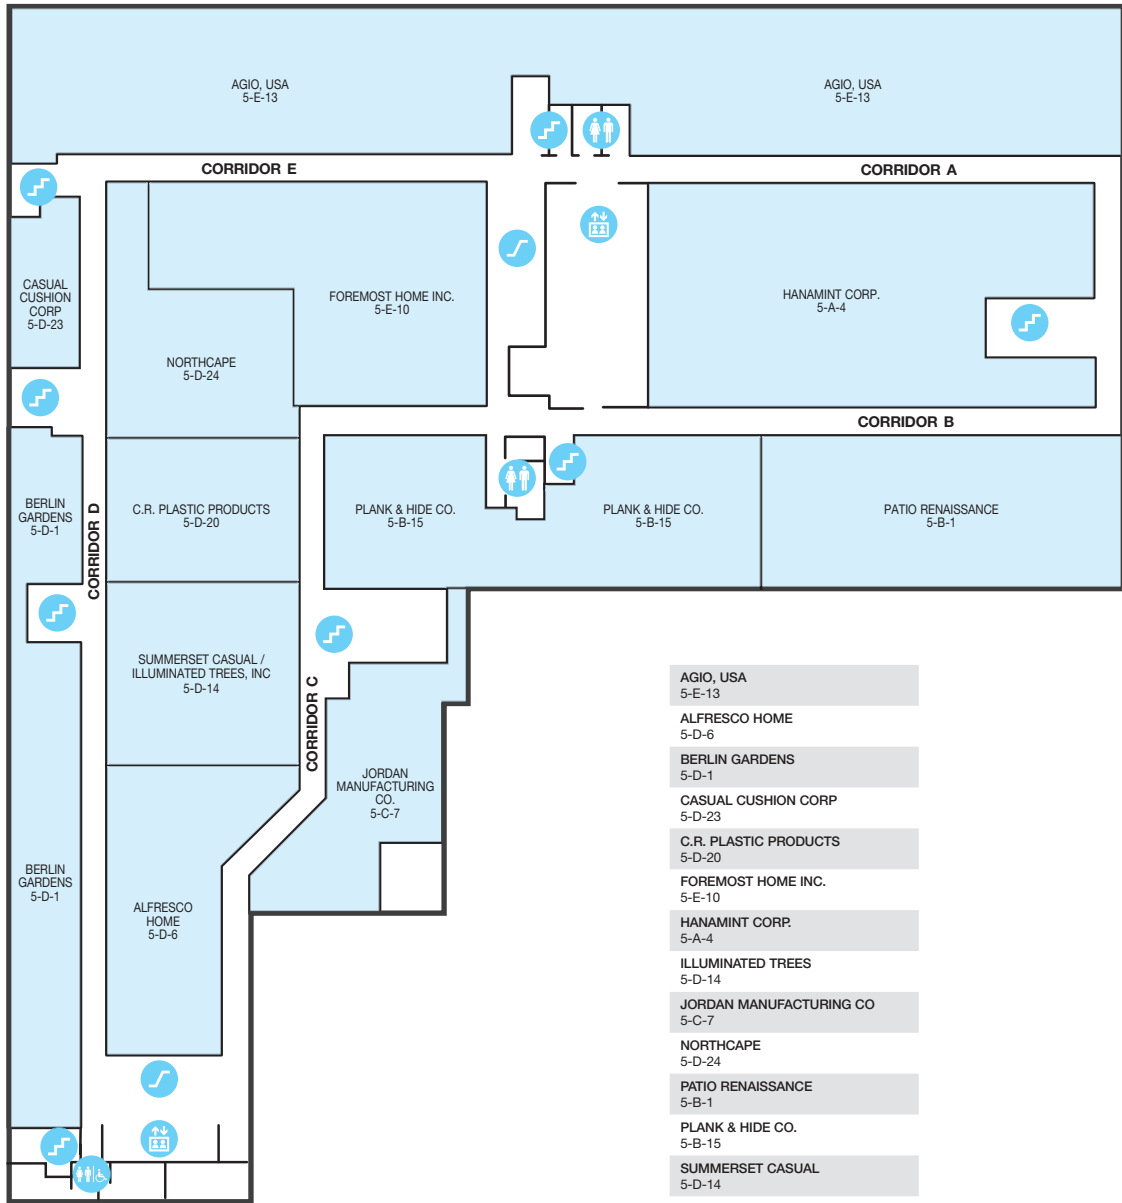 AGIO, USA
5-E-13
AGIO, USA
5-E-13
CORRIDOR E
CORRIDOR A
CASUAL
CUSHION
CORP
5-D-23
FOREMOST HOME INC.
5-E-10
HANAMINT CORP.
5-A-4
NORTHCAPE
5-D-24
CORRIDOR B
BERLIN
GARDENS
5-D-1
CORRIDOR D
C.R. PLASTIC PRODUCTS
5-D-20
PLANK & HIDE CO.
5-B-15
PLANK & HIDE CO.
5-B-15
PATIO RENAISSANCE
5-B-1
SUMMERSET CASUAL /
ILLUMINATED TREES, INC
5-D-14
CORRIDOR C
JORDAN
MANUFACTURING
CO.
5-C-7
BERLIN
GARDENS
5-D-1
ALFRESCO
HOME
5-D-6
AGIO, USA
5-E-13
ALFRESCO HOME
5-D-6
BERLIN GARDENS
5-D-1
CASUAL CUSHION CORP
5-D-23
C.R. PLASTIC PRODUCTS
5-D-20
FOREMOST HOME INC.
5-E-10
HANAMINT CORP.
5-A-4
ILLUMINATED TREES
5-D-14
JORDAN MANUFACTURING CO
5-C-7
NORTHCAPE
5-D-24
PATIO RENAISSANCE
5-B-1
PLANK & HIDE CO.
5-B-15
SUMMERSET CASUAL
5-D-14